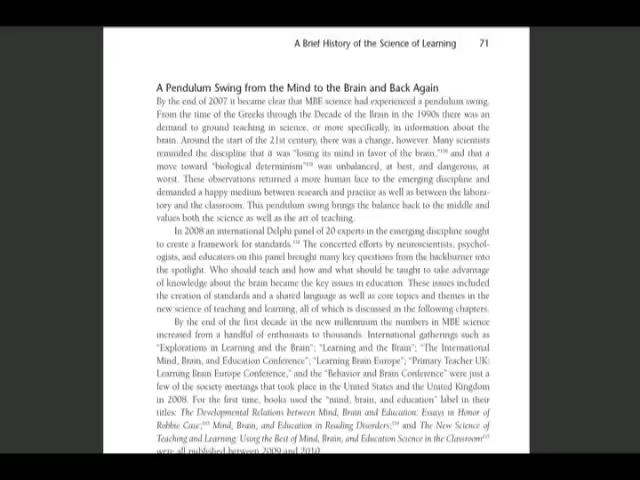 A Brief History of the Science of Learning 71
A Pendulum Swing from the Mind to the Brain and Back Again
By the end of 2007 it became clear that MBE science had experienced a pendulum swing.
From the time of the Greeks through the Decade of the Brain in the 1990s there was an
demand to ground teaching in science, or more specifically, in information about the
brain. Around the start of the 21st century, there was a change, however. Many scientists
reminded the discipline that it was "losing its mind in favor of the brain," and that a
move toward "biological determinism" was unbalanced, at best, and dangerous, at
worst. These observations returned a more human face to the emerging discipline and
demanded a happy medium between research and practice as well as between the labora-
tory and the classroom. This pendulum swing brings the balance back to the middle and
values both the science as well as the art of teaching.
In 2008 an international Delphi panel of 20 experts in the emerging discipline sought
to create a framework for standards. The concerted efforts by neuroscientists, psychol-
ogists, and educators on this panel brought many key questions from the backburner into
the spotlight. Who should teach and how and what should be taught to take advantage
of knowledge about the brain became the key issues in education. These issues included
the creation of standards and a shared language as well as core topics and themes in the
new science of teaching and learning, all of which is discussed in the following chapters.
By the end of the first decade in the new millennium the numbers in MBE science
increased from a handful of enthusiasts to thousands. International gatherings such as
"Explorations in Learning and the Brain"; "Learning and the Brain"; "The International
Mind, Brain, and Education Conference"; "Learning Brain Europe"; "Primary Teacher UK:
Learning Brain Europe Conference," and the "Behavior and Brain Conference" were just a
few of the society meetings that took place in the United States and the United Kingdom
in 2008. For the first time, books used the "mind, brain, and education" label in their
titles: The Developmental Relations between Mind, Brain and Education: Essays in Honor of
Robbie Case; Mind, Brain, and Education in Reading Disorders; and The New Science of
Teaching and Learning: Using the Best of Mind, Brain, and Education Science in the Classroom
were all published between 2009 and 2010.